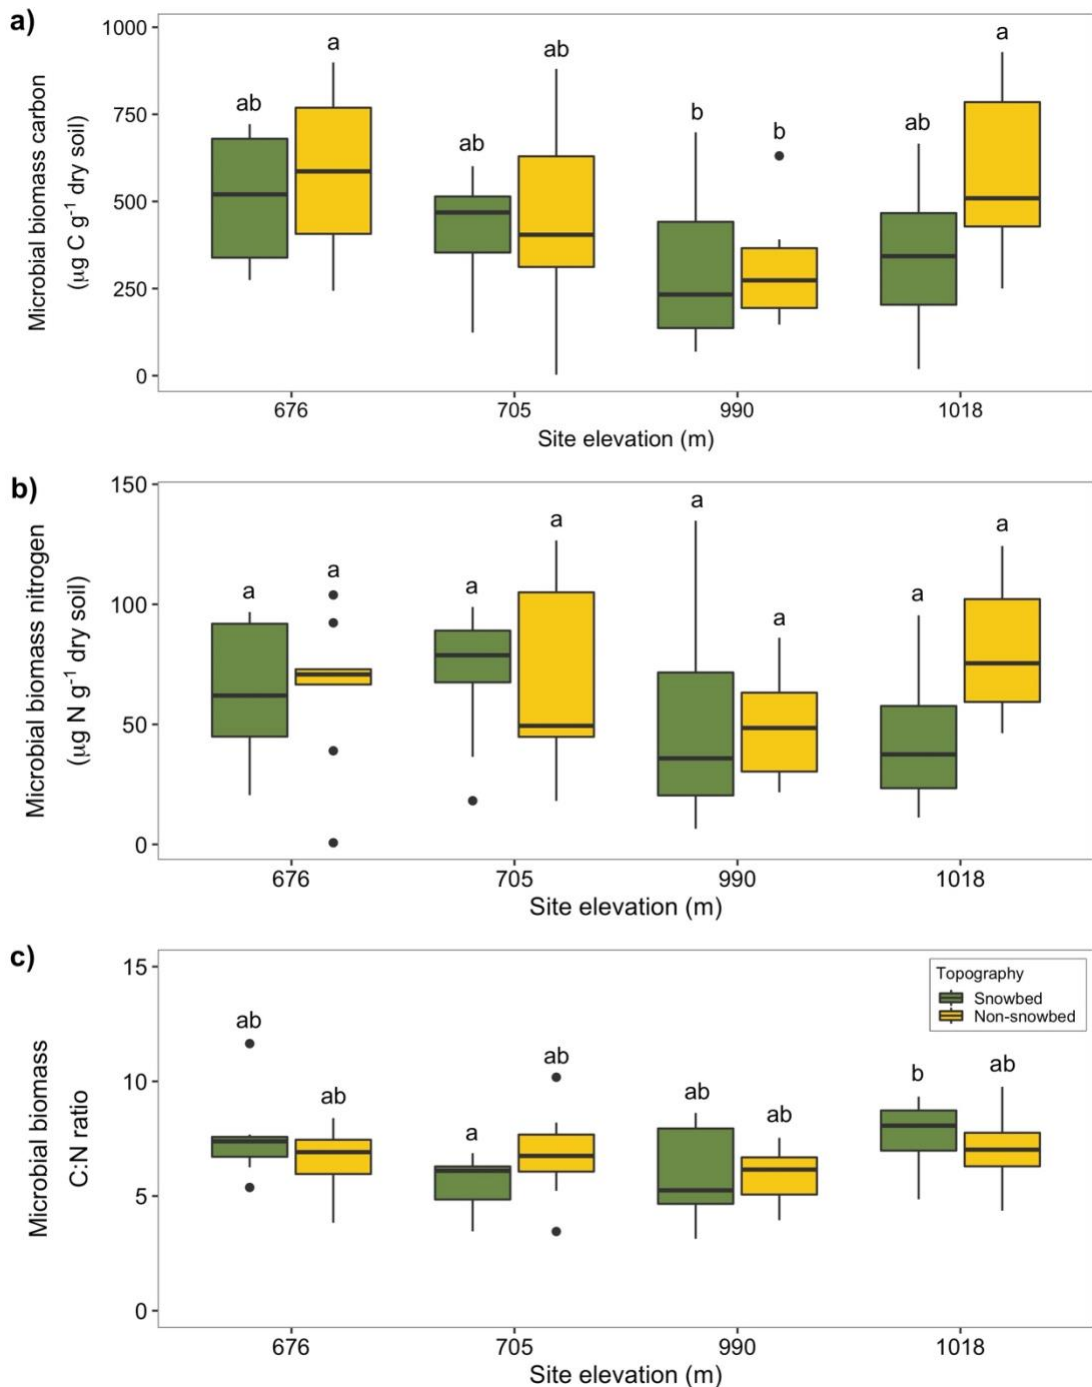 a)
Microbial biomass carbon
(μg C g⁻¹ dry soil)
1000
750
500
250
0
ab
a
ab
ab
b
b
ab
a
676
705
990
1018
Site elevation (m)
b)
Microbial biomass nitrogen
(μg N g⁻¹ dry soil)
150
100
50
0
a
a
a
a
a
a
a
a
676
705
990
1018
Site elevation (m)
c)
Microbial biomass
C:N ratio
15
10
5
0
ab
ab
a
ab
ab
ab
b
ab
Topography
Snowbed
Non-snowbed
676
705
990
1018
Site elevation (m)